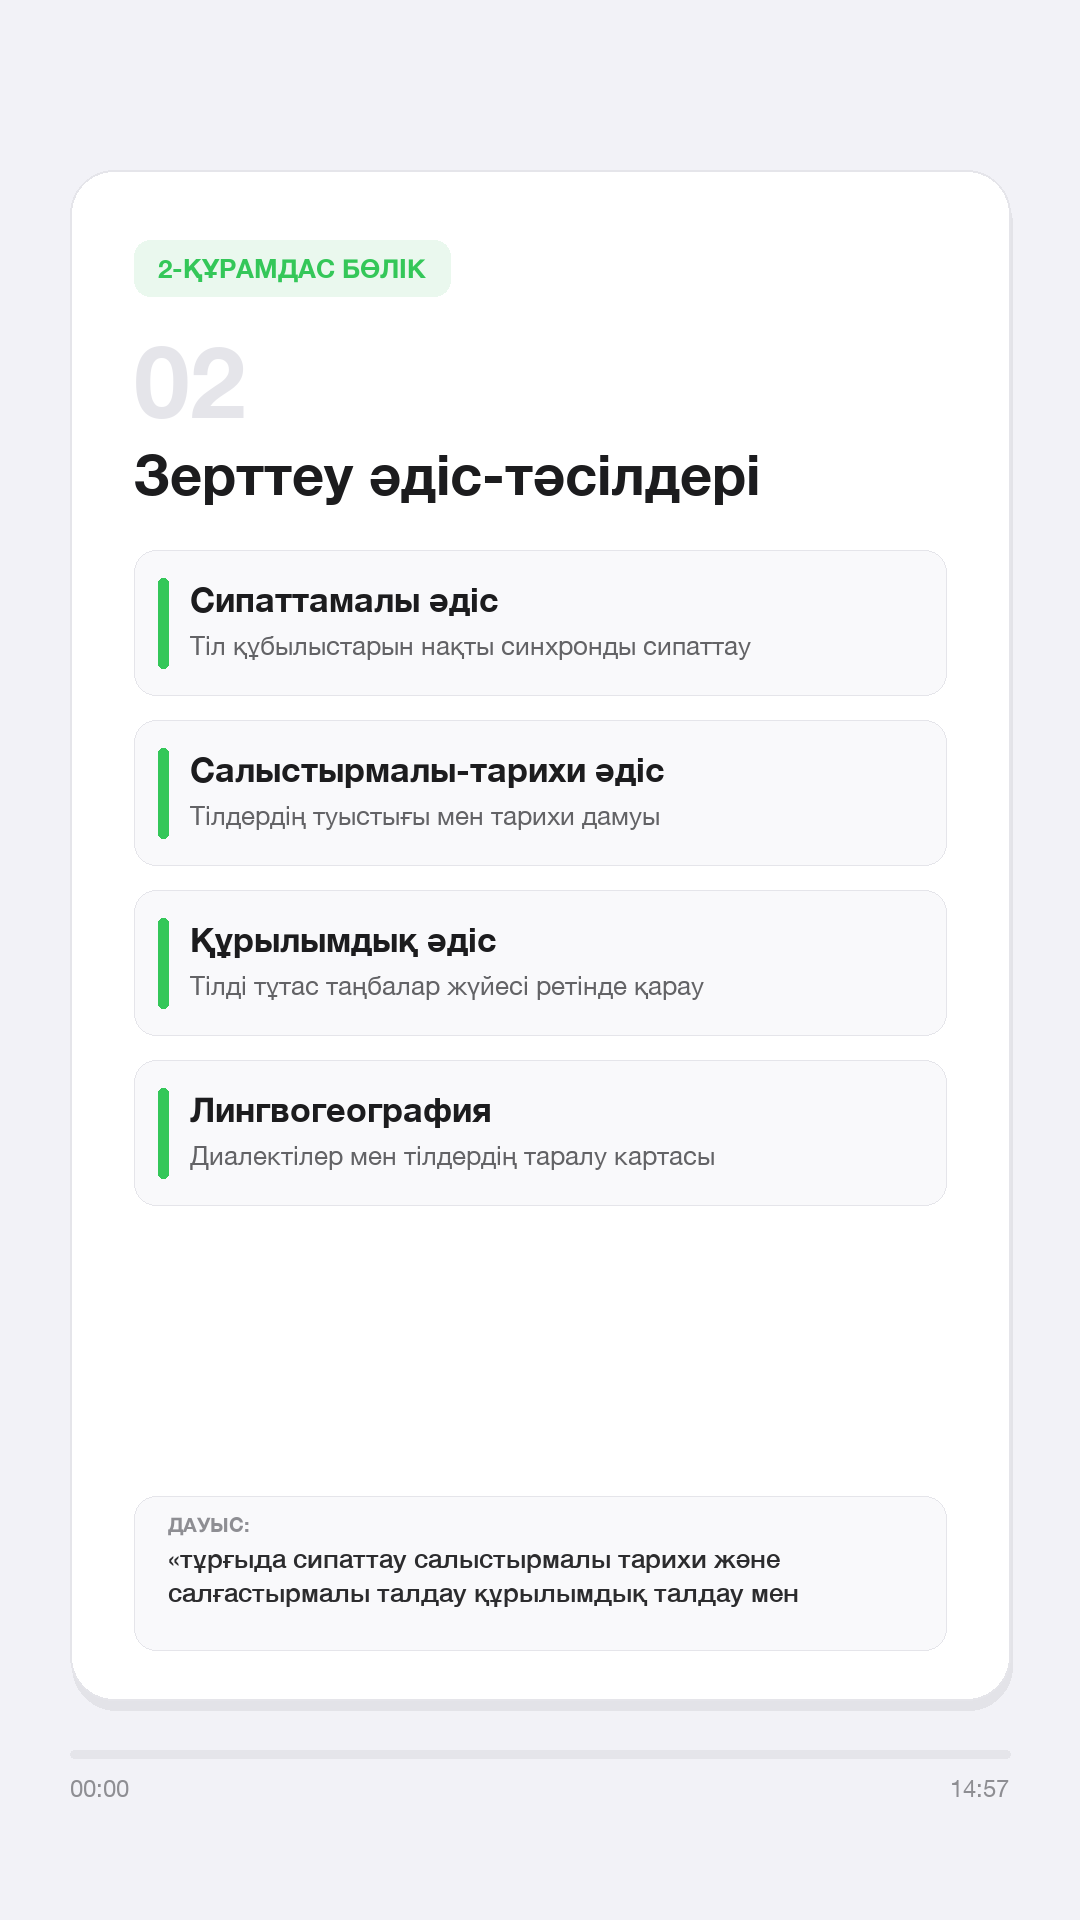 2-ҚҰРАМДАС БӨЛІК
02
Зерттеу әдіс-тәсілдері
Сипаттамалы әдіс
Тіл құбылыстарын нақты синхронды сипаттау
Салыстырмалы-тарихи әдіс
Тілдердің туыстығы мен тарихи дамуы
Құрылымдық әдіс
Тілді тұтас таңбалар жүйесі ретінде қарау
Лингвогеография
Диалектілер мен тілдердің таралу картасы
ДАУЫС:
«тұрғыда сипаттау салыстырмалы тарихи және
салғастырмалы талдау құрылымдық талдау мен
00:00
14:57